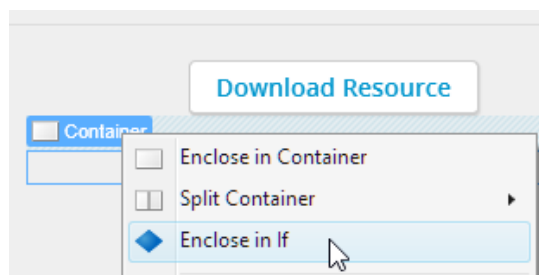 Download Resource
Container
Enclose in Container
Split Container
Enclose in If